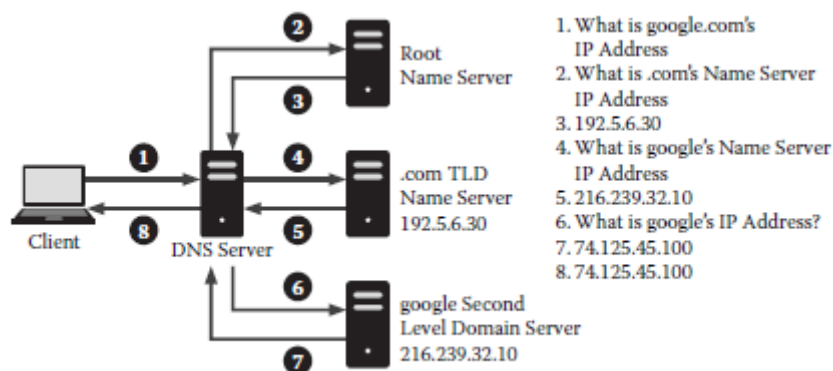 2
Root
Name Server
3
1
4
.com TLD
Name Server
192.5.6.30
8
5
Client
DNS Server
6
google Second
Level Domain Server
216.239.32.10
7
1. What is google.com's
IP Address
2. What is .com's Name Server
IP Address
3. 192.5.6.30
4. What is google's Name Server
IP Address
5. 216.239.32.10
6. What is google's IP Address?
7. 74.125.45.100
8. 74.125.45.100